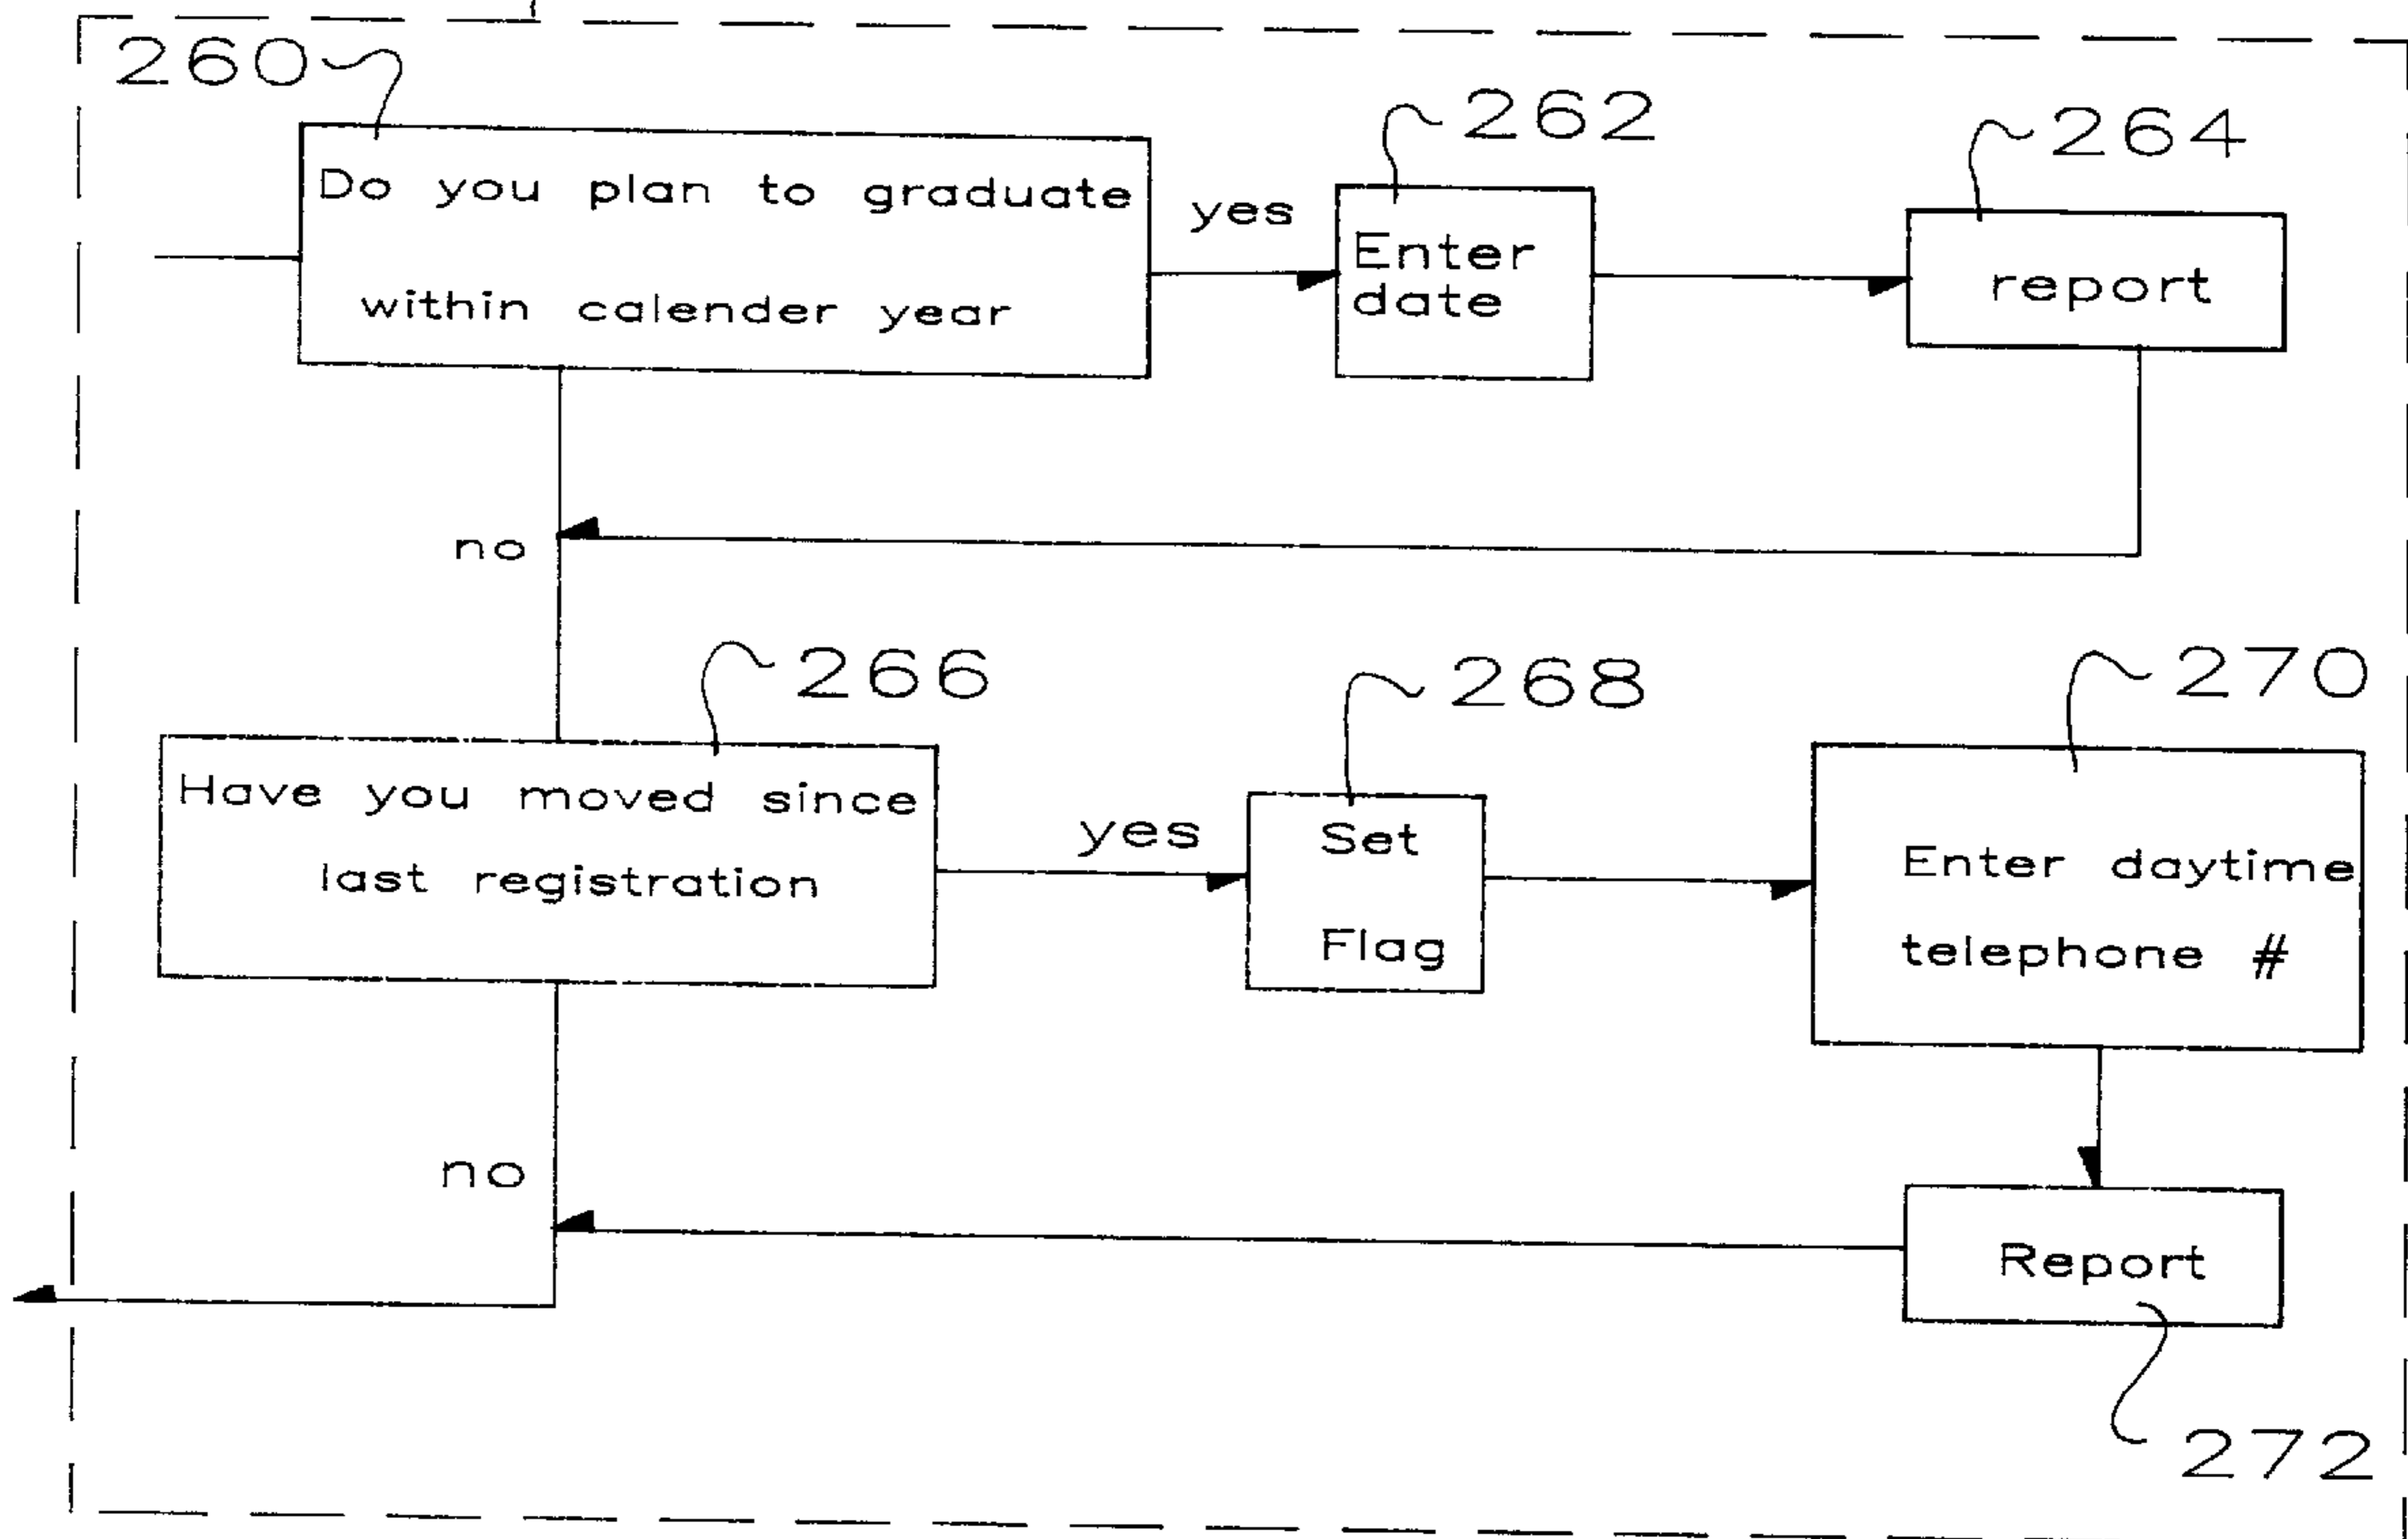 260
262
264
Do you plan to graduate
within calender year
yes
Enter
date
report
no
266
268
270
Have you moved since
last registration
yes
Set
Flag
Enter daytime
telephone #
no
Report
272